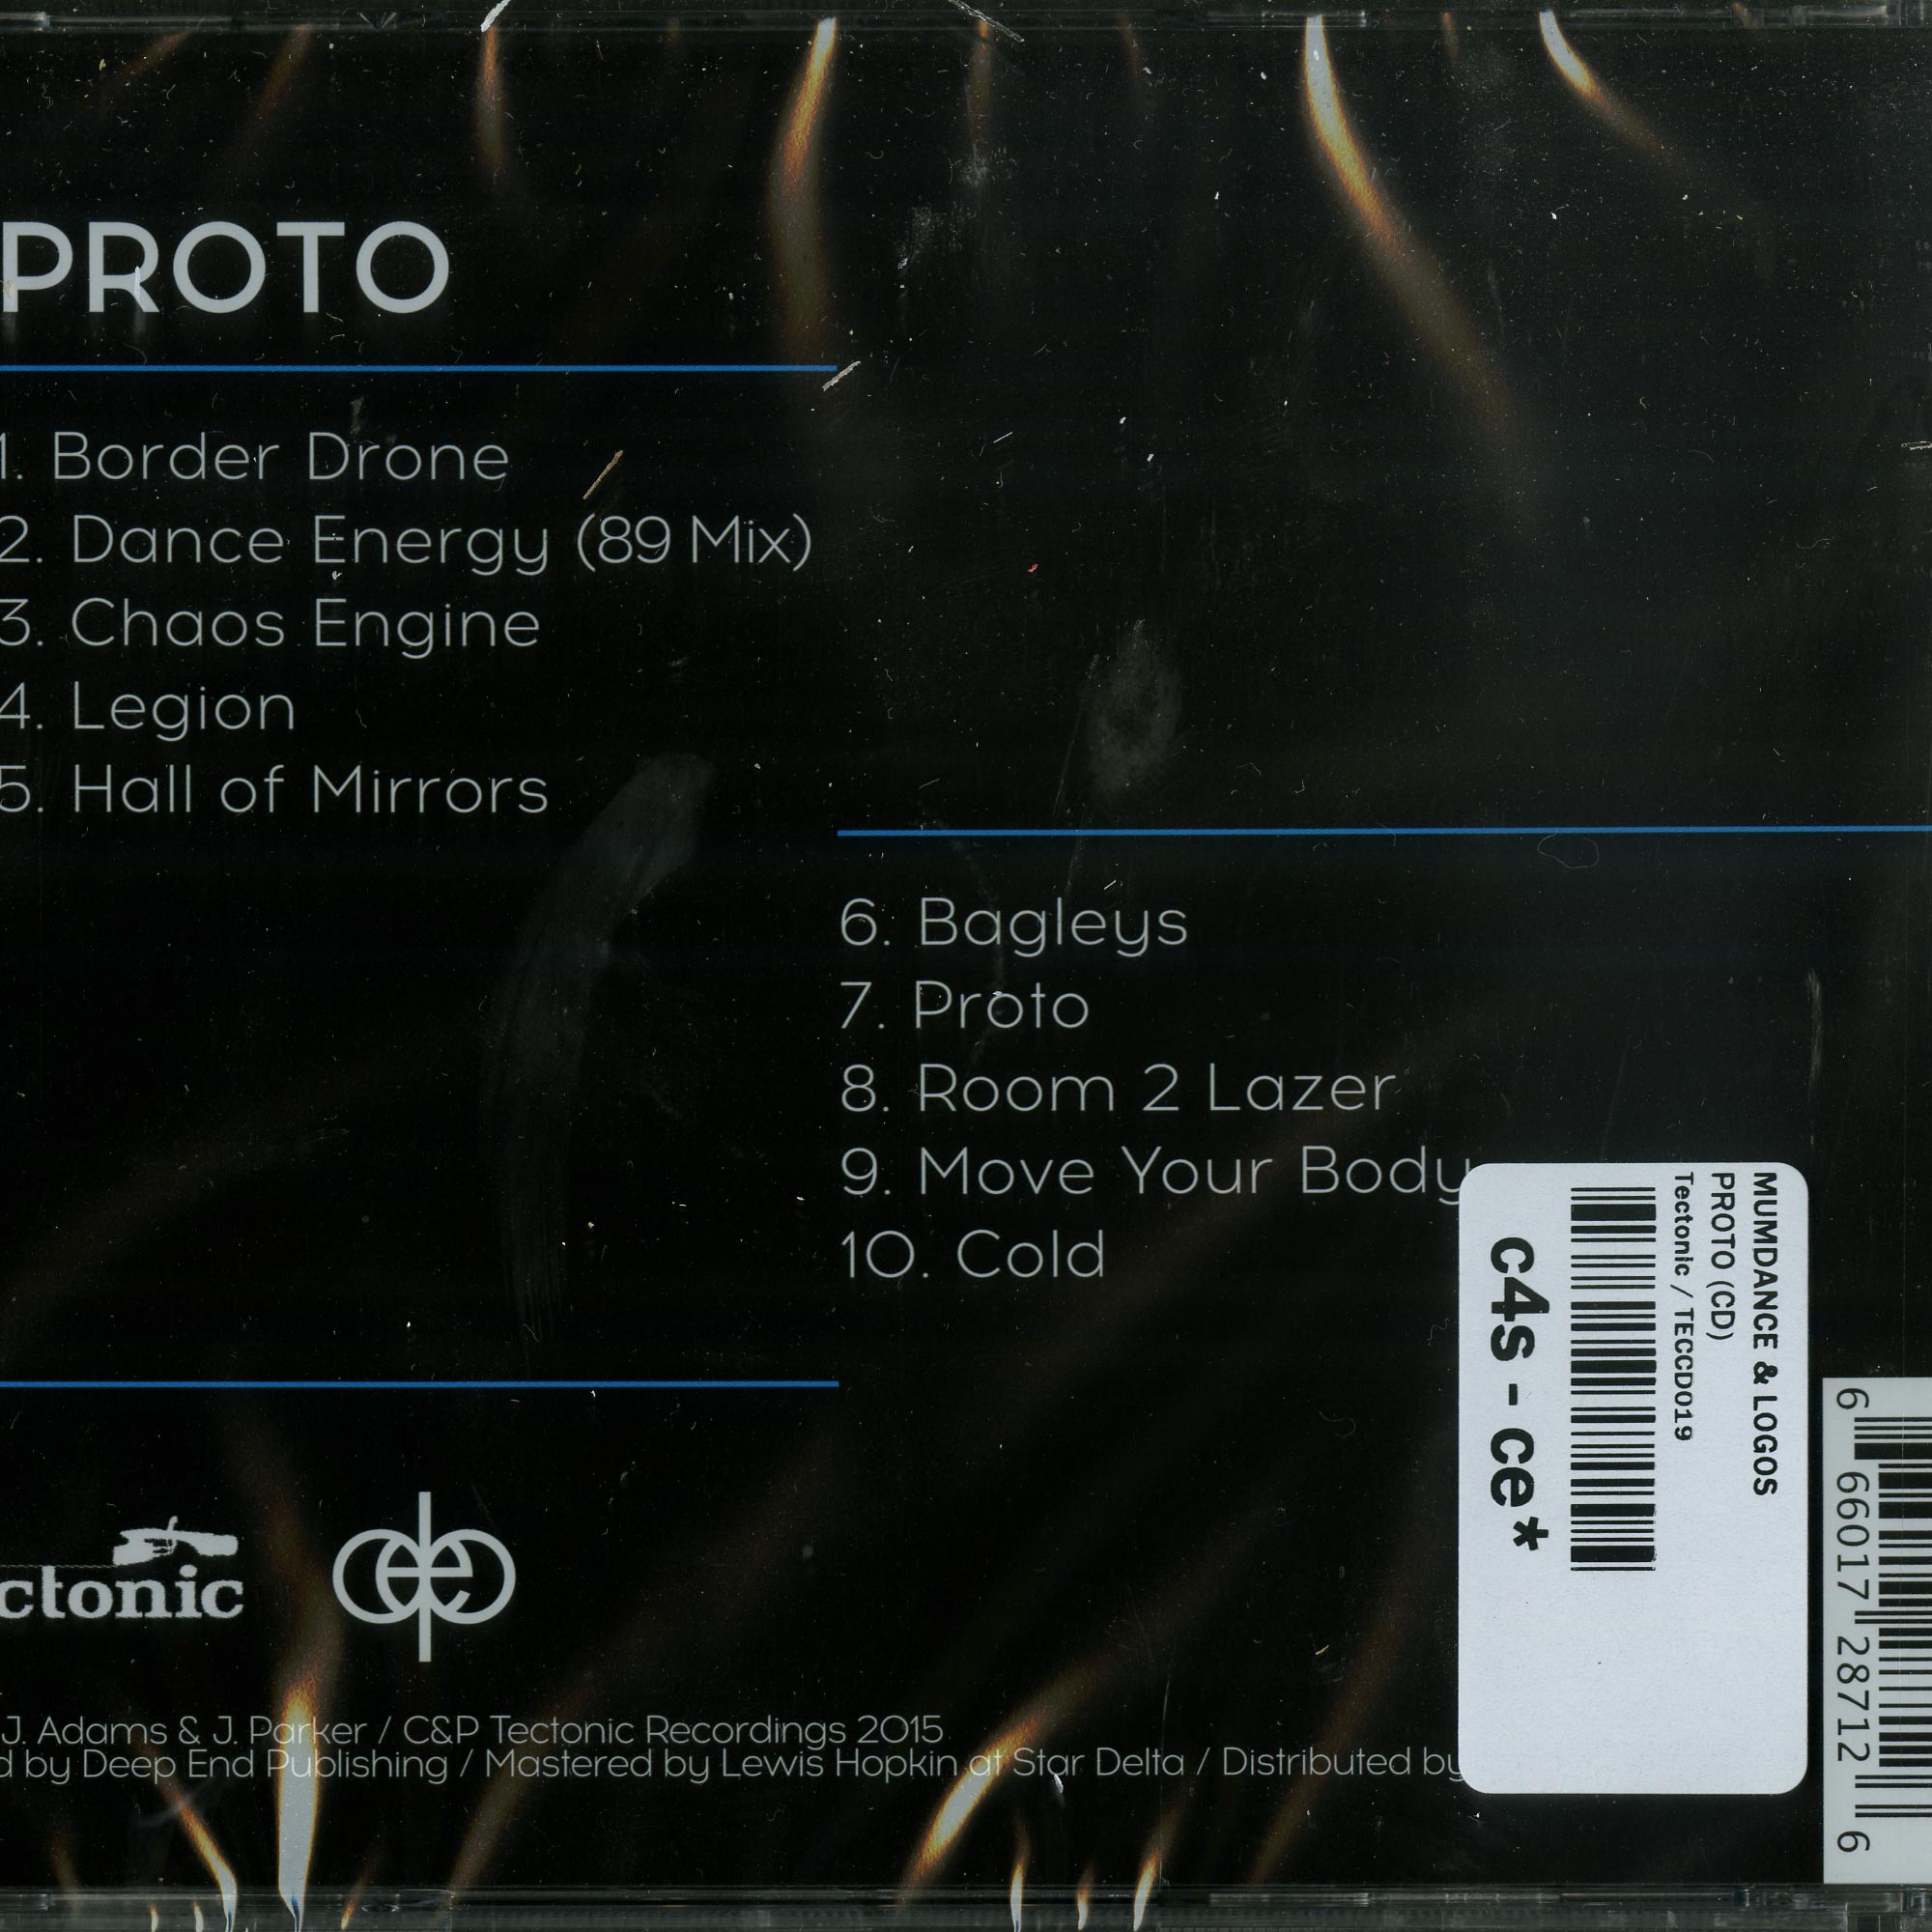 PROTO
1. Border Drone
2. Dance Energy (89 Mix)
3. Chaos Engine
4. Legion
5. Hall of Mirrors
6. Bagleys
7. Proto
8. Room 2 Lazer
9. Move Your Body
10. Cold
MUMDANCE & LOGOS
PROTO (CD)
Tectonic / TECCD019
c4s - ce*
6 66017 28712 6
ctonic
de
J. Adams & J. Parker / C&P Tectonic Recordings 2015
d by Deep End Publishing / Mastered by Lewis Hopkin at Star Delta / Distributed by